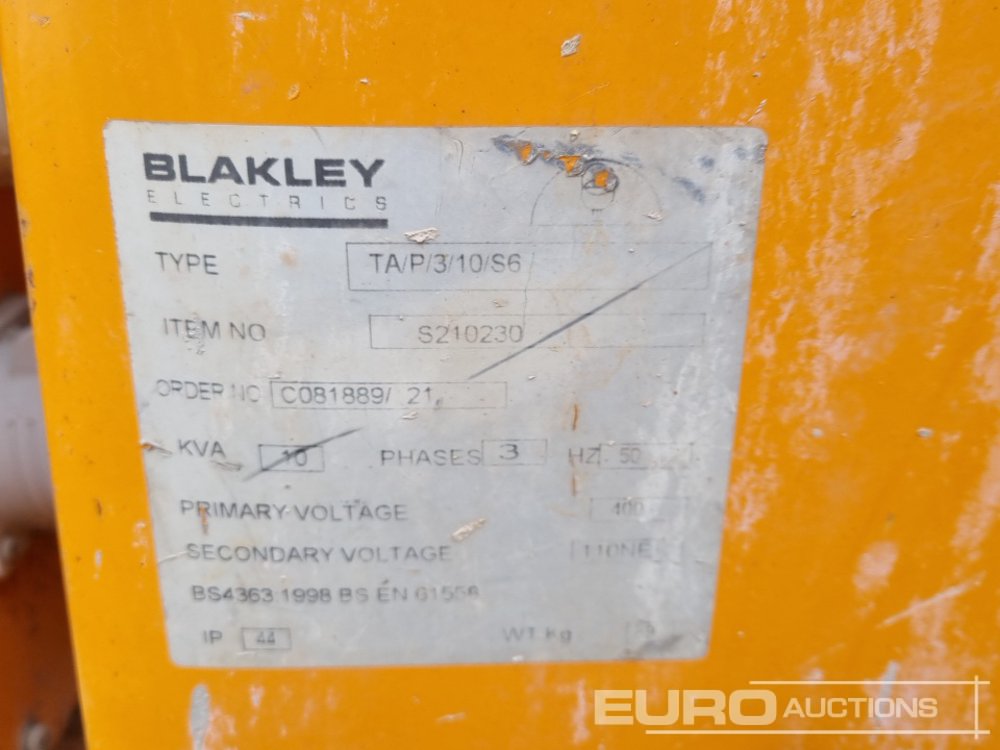 BLAKLEY
ELECTRICS
TYPE TA/P/3/10/S6
ITEM NO S210230
ORDER NO C081889/ 21
KVA 10 PHASES 3 HZ 50
PRIMARY VOLTAGE 400
SECONDARY VOLTAGE 110NE
BS4363 1998 BS EN 61556
IP 44 WT Kg
EURO AUCTIONS